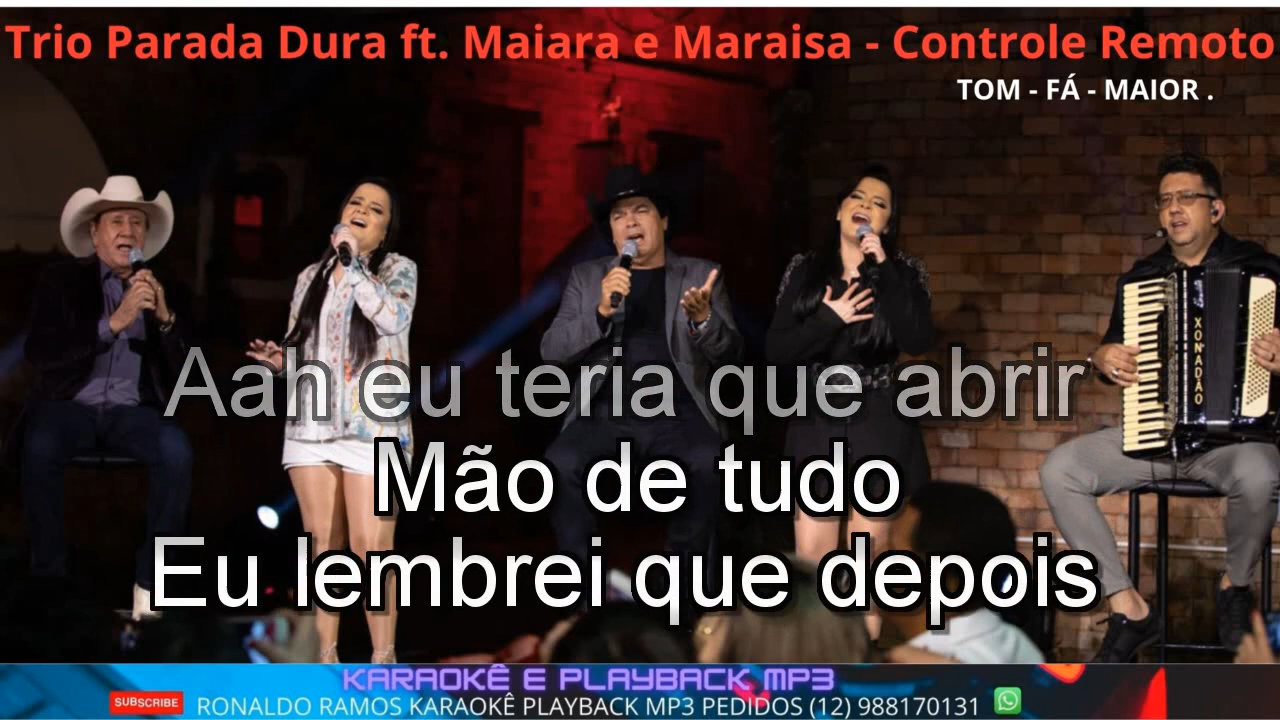 Trio Parada Dura ft. Maiara e Maraisa - Controle Remoto
TOM - FÁ - MAIOR .
XONADÃO
Aah eu teria que abrir
Mão de tudo
Eu lembrei que depois
KARAOKÊ E PLAYBACK MP3
SUBSCRIBE RONALDO RAMOS KARAOKÊ PLAYBACK MP3 PEDIDOS (12) 988170131